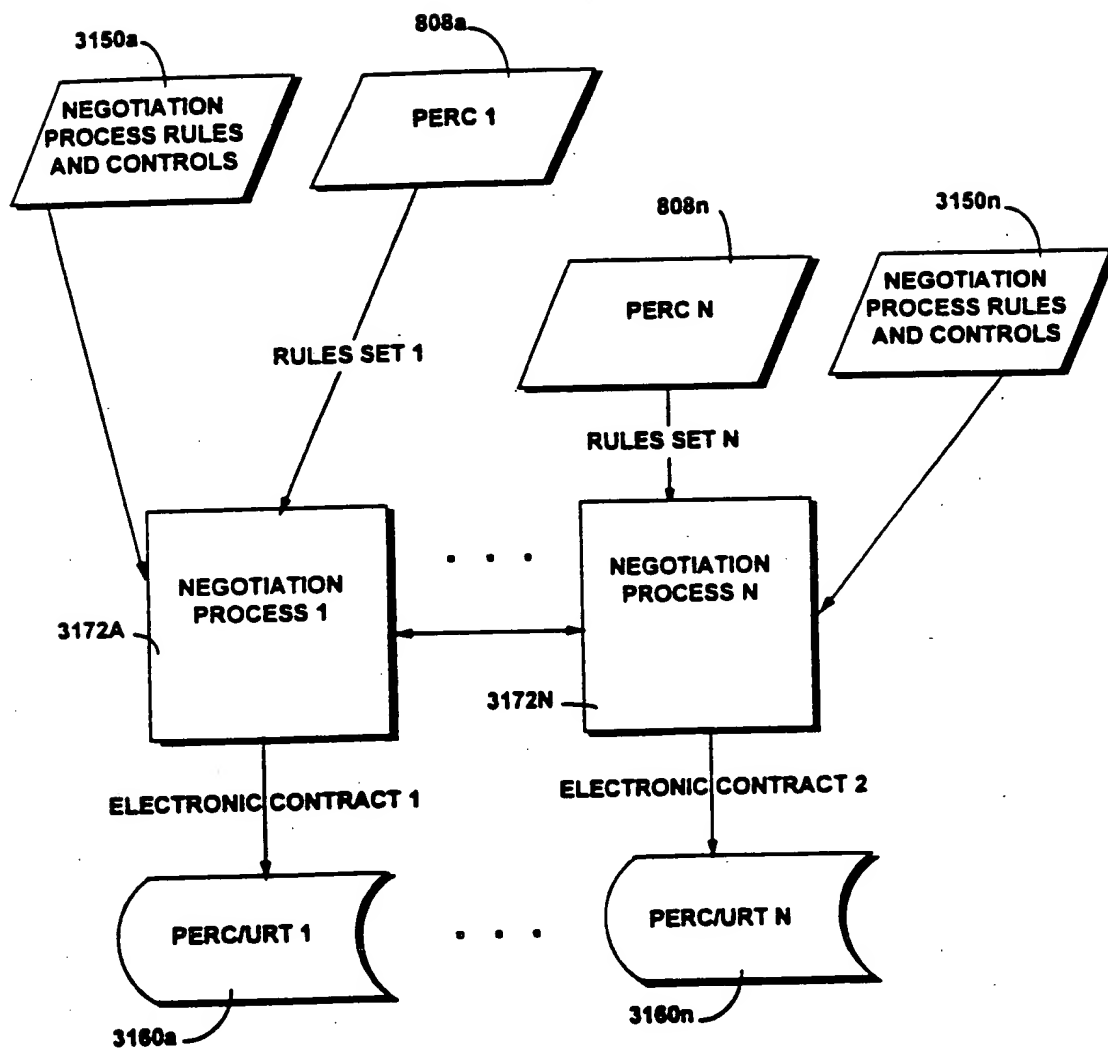 3150a
808a
NEGOTIATION
PROCESS RULES
AND CONTROLS
PERC 1
808n
3150n
PERC N
NEGOTIATION
PROCESS RULES
AND CONTROLS
RULES SET 1
RULES SET N
NEGOTIATION
PROCESS 1
NEGOTIATION
PROCESS N
3172A
3172N
ELECTRONIC CONTRACT 1
ELECTRONIC CONTRACT 2
PERC/URT 1
PERC/URT N
3160a
3160n